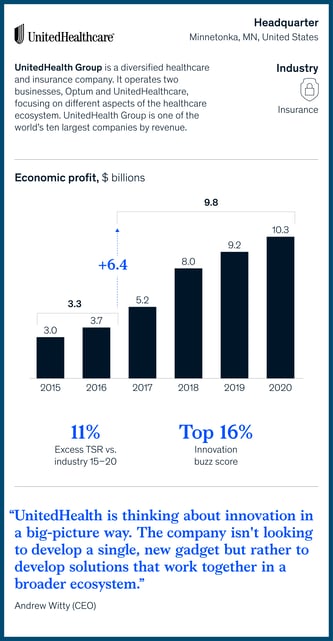 UnitedHealthcare
Headquarter
Minnetonka, MN, United States
UnitedHealth Group is a diversified healthcare
and insurance company. It operates two
businesses, Optum and UnitedHealthcare,
focusing on different aspects of the healthcare
ecosystem. UnitedHealth Group is one of the
world's ten largest companies by revenue.
Industry
Insurance
Economic profit, $ billions
9.8
10.3
9.2
8.0
+6.4
5.2
3.3
3.7
3.0
2015 2016 2017 2018 2019 2020
11%
Excess TSR vs.
industry 15–20
Top 16%
Innovation
buzz score
“UnitedHealth is thinking about innovation in
a big-picture way. The company isn’t looking
to develop a single, new gadget but rather to
develop solutions that work together in a
broader ecosystem.”
Andrew Witty (CEO)